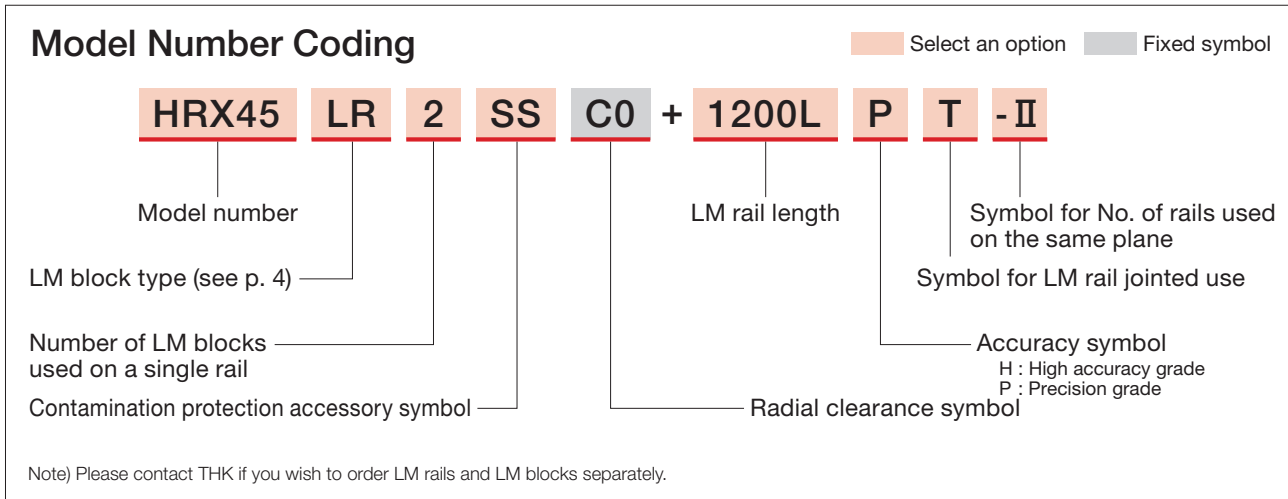 Model Number Coding
Select an option Fixed symbol
HRX45 LR 2 SS C0 + 1200L P T -Ⅱ
Model number
LM rail length
Symbol for No. of rails used
on the same plane
LM block type (see p. 4)
Symbol for LM rail jointed use
Number of LM blocks
used on a single rail
Accuracy symbol
H : High accuracy grade
P : Precision grade
Contamination protection accessory symbol
Radial clearance symbol
Note) Please contact THK if you wish to order LM rails and LM blocks separately.